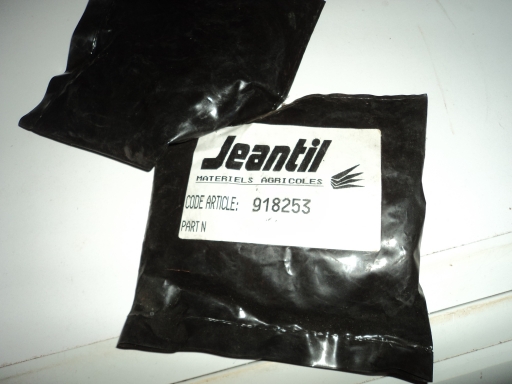 Jeantil
MATERIELS AGRICOLES
CODE ARTICLE: 918253
PART N